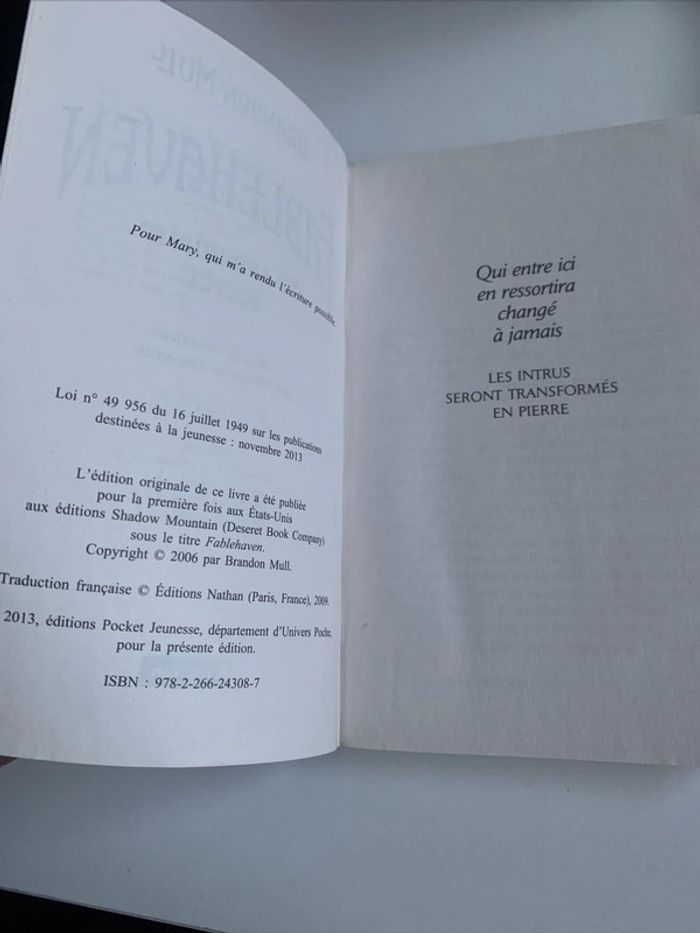 Pour Mary, qui m'a rendu l'écriture possible.
Loi n° 49 956 du 16 juillet 1949 sur les publications
destinées à la jeunesse : novembre 2013
L'édition originale de ce livre a été publiée
pour la première fois aux États-Unis
aux éditions Shadow Mountain (Deseret Book Company)
sous le titre Fablehaven.
Copyright © 2006 par Brandon Mull.
Traduction française © Éditions Nathan (Paris, France), 2009.
2013, éditions Pocket Jeunesse, département d'Univers Poche,
pour la présente édition.
ISBN : 978-2-266-24308-7
Qui entre ici
en ressortira
changé
à jamais
LES INTRUS
SERONT TRANSFORMÉS
EN PIERRE